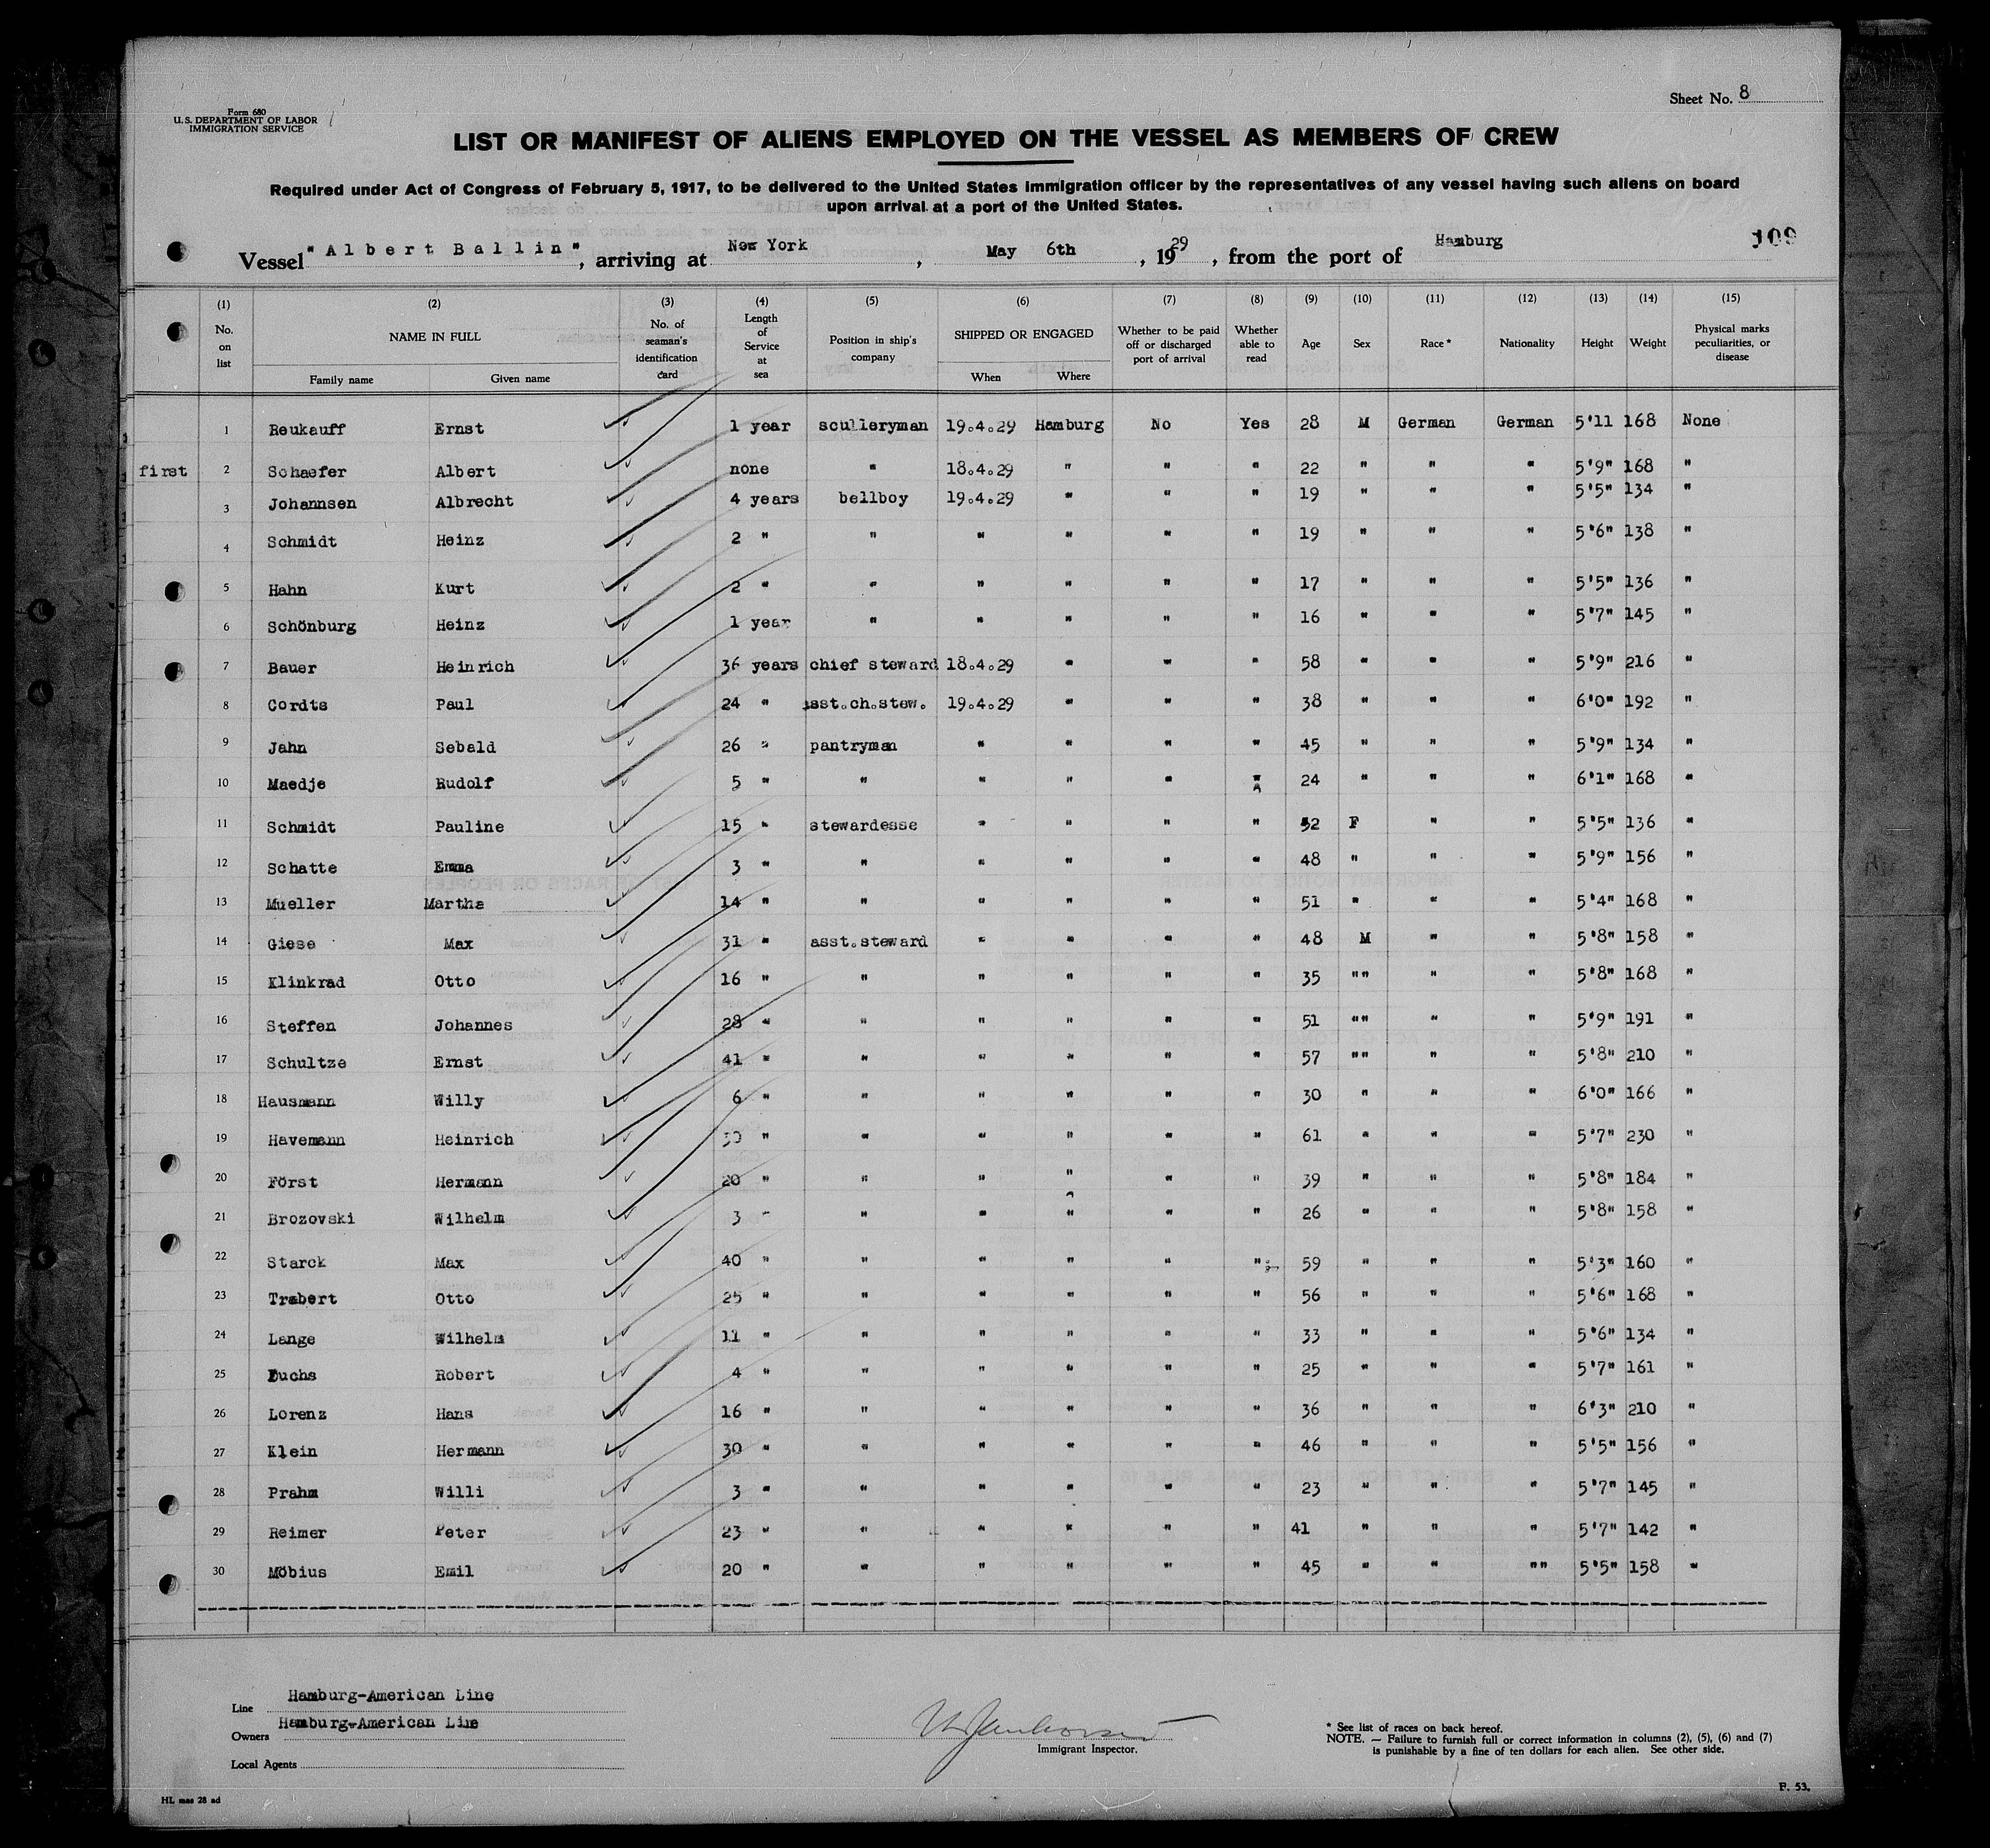 Sheet No. 8
Form 680
U.S. DEPARTMENT OF LABOR
IMMIGRATION SERVICE
LIST OR MANIFEST OF ALIENS EMPLOYED ON THE VESSEL AS MEMBERS OF CREW
Required under Act of Congress of February 5, 1917, to be delivered to the United States immigration officer by the representatives of any vessel having such aliens on board
upon arrival at a port of the United States.
Vessel "Albert Ballin", arriving at New York, May 6th, 1929, from the port of Hamburg 109
(1) (2) (3) (4) (5) (6) (7) (8) (9) (10) (11) (12) (13) (14) (15)
No. on list NAME IN FULL Family name Given name No. of seaman's identification card Length of Service at sea Position in ship's company SHIPPED OR ENGAGED When Where Whether to be paid off or discharged port of arrival Whether able to read Age Sex Race* Nationality Height Weight Physical marks peculiarities, or disease
1 Reukauff Ernst 1 year sculleryman 19.4.29 Hamburg No Yes 28 M German German 5'11 168 None
first 2 Schaefer Albert none " 18.4.29 " " " 22 " " " 5'9" 168 "
3 Johannsen Albrecht 4 years bellboy 19.4.29 " " " 19 " " " 5'5" 134 "
4 Schmidt Heinz 2 " " " " " " 19 " " " 5'6" 138 "
5 Hahn Kurt 2 " " " " " " 17 " " " 5'5" 136 "
6 Schönburg Heinz 1 year " " " " " 16 " " " 5'7" 145 "
7 Bauer Heinrich 36 years chief steward 18.4.29 " " " 58 " " " 5'9" 216 "
8 Cordts Paul 24 " asst.ch.stew. 19.4.29 " " " 38 " " " 6'0" 192 "
9 Jahn Sebald 26 " pantryman " " " " 45 " " " 5'9" 134 "
10 Maedje Rudolf 5 " " " " " " 24 " " " 6'1" 168 "
11 Schmidt Pauline 15 " stewardesse " " " " 52 F " " 5'5" 136 "
12 Schatte Emma 3 " " " " " " 48 " " " 5'9" 156 "
13 Mueller Martha 14 " " " " " " 51 " " " 5'4" 168 "
14 Giese Max 31 " asst.steward " " " " 48 M " " 5'8" 158 "
15 Klinkrad Otto 16 " " " " " " 35 "" " " 5'8" 168 "
16 Steffen Johannes 28 " " " " " " 51 "" " " 5'9" 191 "
17 Schultze Ernst 41 " " " " " " 57 "" " " 5'8" 210 "
18 Hausmann Willy 6 " " " " " " 30 " " " 6'0" 166 "
19 Havemann Heinrich " " " " " " 61 " " " 5'7" 230 "
20 Först Hermann 20 " " " " " " 39 " " " 5'8" 184 "
21 Brozovski Wilhelm 3 " " " " " " 26 " " " 5'8" 158 "
22 Starck Max 40 " " " " " " 59 " " " 5'3" 160 "
23 Trabert Otto 25 " " " " " " 56 " " " 5'6" 168 "
24 Lange Wilhelm 11 " " " " " " 33 " " " 5'6" 134 "
25 Robert 4 " " " " " " 25 " " " 5'7" 161 "
26 Lorenz Hans 16 " " " " " " 36 " " " 6'3" 210 "
27 Klein Hermann 30 " " " " " " 46 " " " 5'5" 156 "
28 Prahm Willi 3 " " " " " " 23 " " " 5'7" 145 "
29 Reimer Peter 23 " " " " " " 41 " " " 5'7" 142 "
30 Möbius Emil 20 " " " " " " 45 " " "" 5'5" 158 "
Line Hamburg-American Line
Owners Hamburg-American Line
Local Agents
Immigrant Inspector.
* See list of races on back hereof.
NOTE. — Failure to furnish full or correct information in columns (2), (5), (6) and (7)
is punishable by a fine of ten dollars for each alien. See other side.
HL mas 28 ad
F. 53.